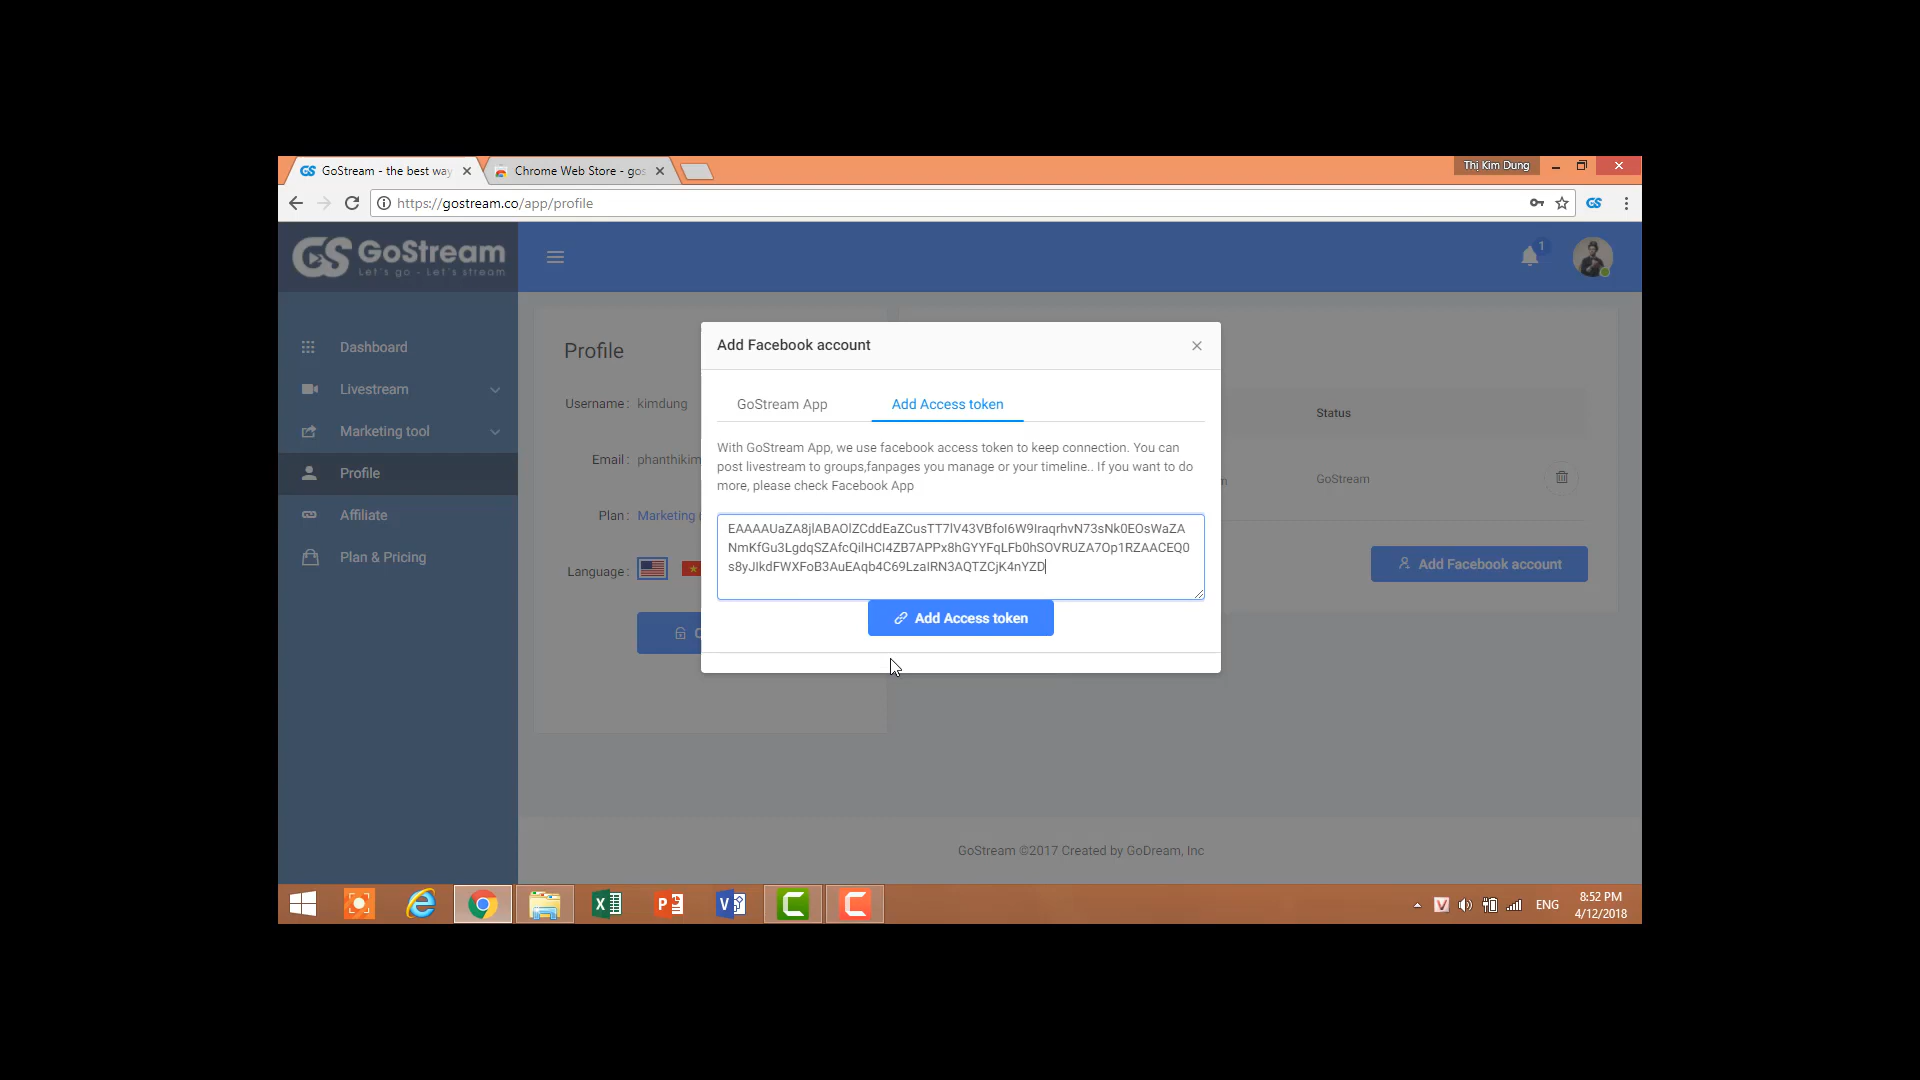 GoStream - the best way
Chrome Web Store - gos
Thi Kim Dung
https://gostream.co/app/profile
GS GoStream
Let's go - Let's stream
1
Dashboard
Livestream
Marketing tool
Profile
Affiliate
Plan & Pricing
Profile
Username : kimdung
Email : phanthikim
Plan : Marketing
Language :
Add Facebook account
GoStream App
Add Access token
With GoStream App, we use facebook access token to keep connection. You can
post livestream to groups,fanpages you manage or your timeline.. If you want to do
more, please check Facebook App
Add Access token
Status
GoStream
Add Facebook account
GoStream ©2017 Created by GoDream, Inc
ENG
8:52 PM
4/12/2018